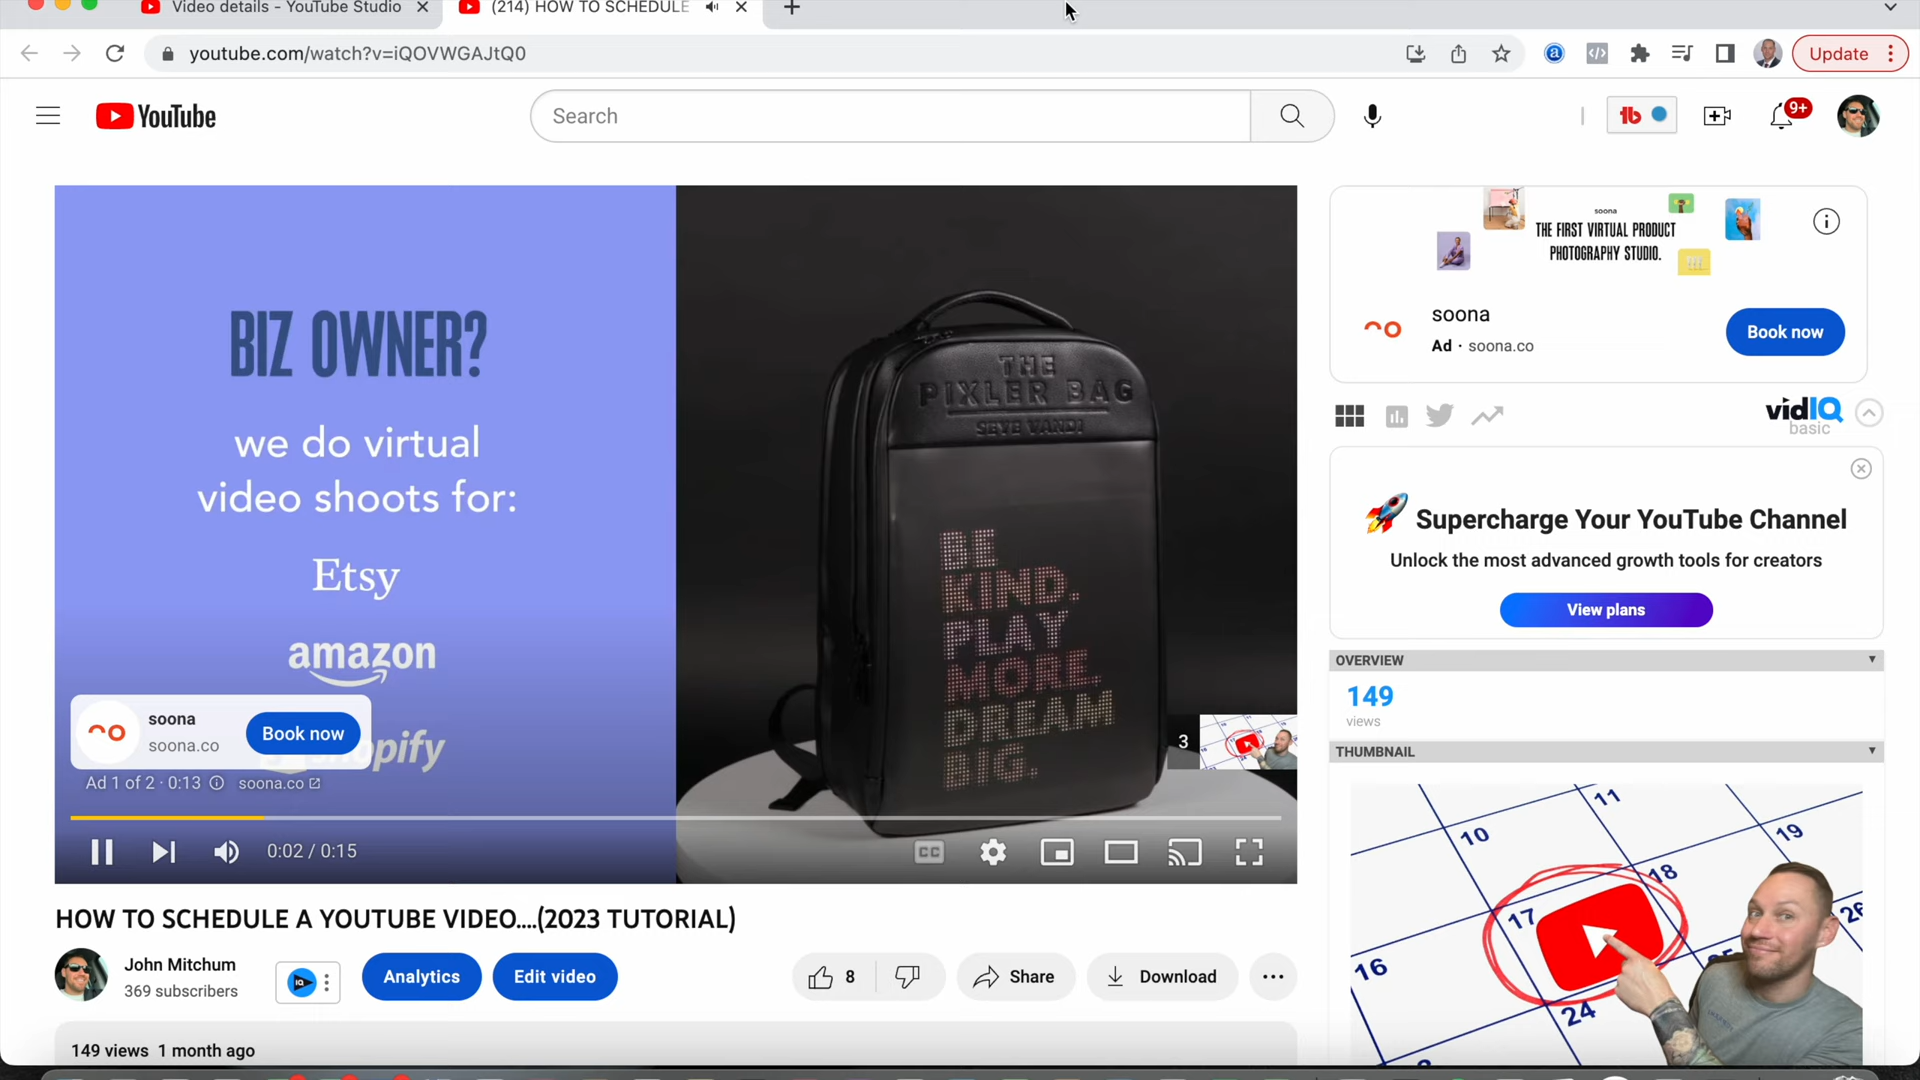 Video details - YouTube Studio
(214) HOW TO SCHEDULE
youtube.com/watch?v=iQOVWGAJtQ0
Update
YouTube
Search
9+
BIZ OWNER?
we do virtual
video shoots for:
Etsy
amazon
pify
THE
PIXLER BAG
SEYE VANDI
BE
KIND.
PLAY
MORE.
DREAM
BIG.
soona
soona.co
Book now
Ad 1 of 2 · 0:13
soona.co
3
0:02 / 0:15
CC
soona
THE FIRST VIRTUAL PRODUCT
PHOTOGRAPHY STUDIO.
soona
Ad · soona.co
Book now
vidIQ
basic
Supercharge Your YouTube Channel
Unlock the most advanced growth tools for creators
View plans
OVERVIEW
149
views
THUMBNAIL
10
11
19
18
17
16
24
25
26
HOW TO SCHEDULE A YOUTUBE VIDEO....(2023 TUTORIAL)
John Mitchum
369 subscribers
IQ
Analytics
Edit video
8
Share
Download
149 views 1 month ago